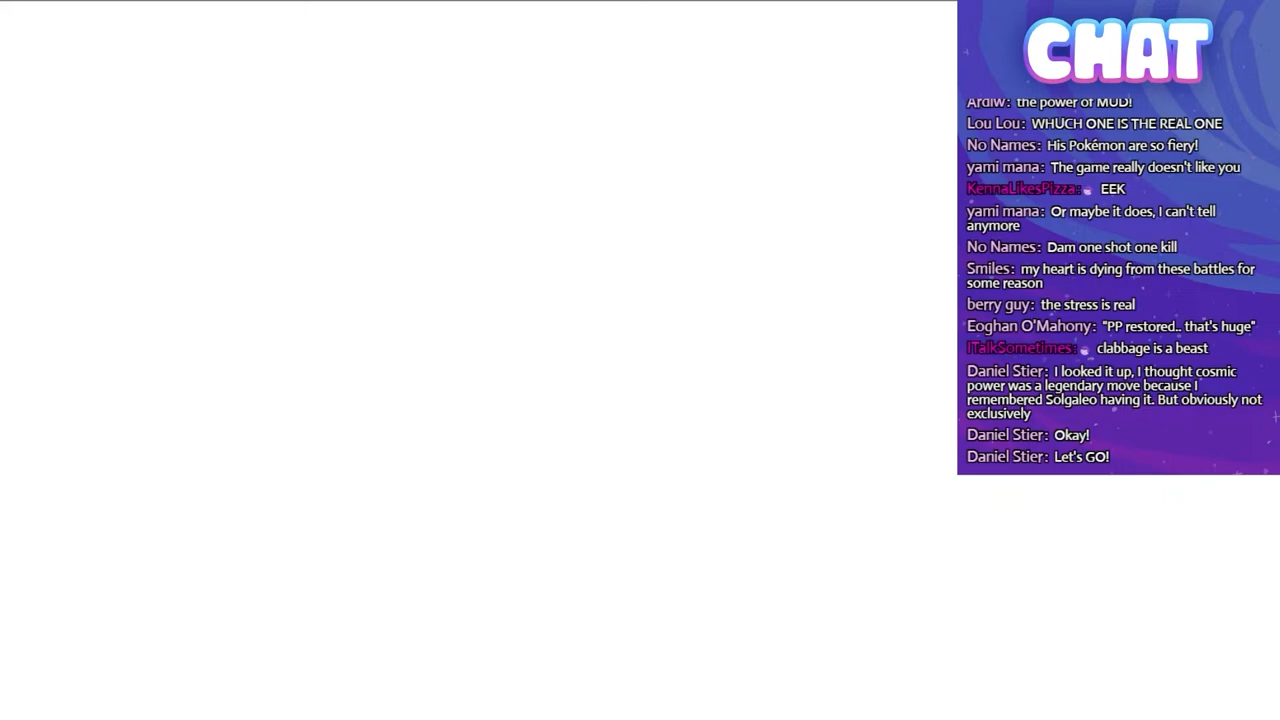 CHAT
Ardiw: the power of MUD!
Lou Lou: WHUCH ONE IS THE REAL ONE
No Names: His Pokémon are so fiery!
yami mana: The game really doesn't like you
KennaLikesPizza: EEK
yami mana: Or maybe it does, I can't tell
anymore
No Names: Dam one shot one kill
Smiles: my heart is dying from these battles for
some reason
berry guy: the stress is real
Eoghan O'Mahony: "PP restored.. that's huge"
ITalkSometimes: clabbage is a beast
Daniel Stier: I looked it up, I thought cosmic
power was a legendary move because I
remembered Solgaleo having it. But obviously not
exclusively
Daniel Stier: Okay!
Daniel Stier: Let's GO!